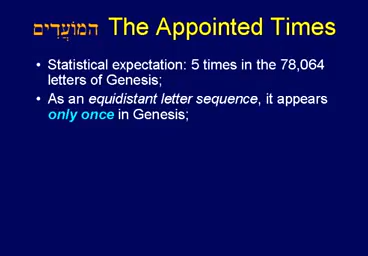 המוֹעֲדִים The Appointed Times
• Statistical expectation: 5 times in the 78,064
letters of Genesis;
• As an equidistant letter sequence, it appears
only once in Genesis;